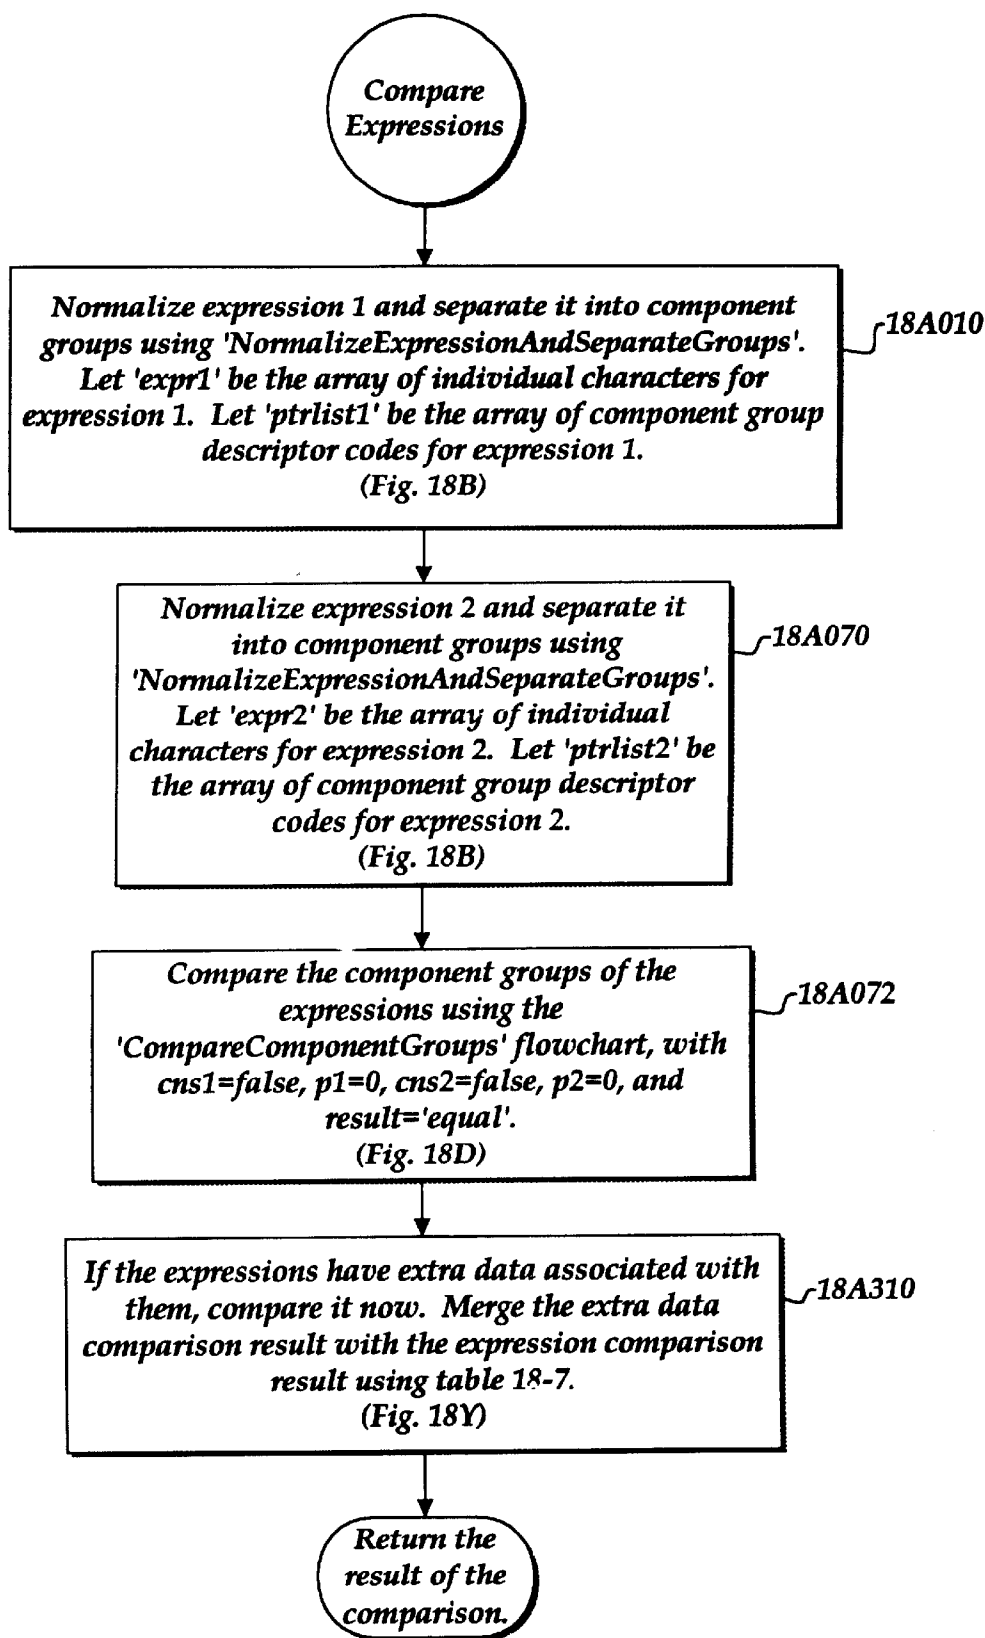 Compare
Expressions
Normalize expression 1 and separate it into component
groups using 'NormalizeExpressionAndSeparateGroups'.
Let 'expr1' be the array of individual characters for
expression 1. Let 'ptrlist1' be the array of component group
descriptor codes for expression 1.
(Fig. 18B)
18A010
Normalize expression 2 and separate it
into component groups using
'NormalizeExpressionAndSeparateGroups'.
Let 'expr2' be the array of individual
characters for expression 2. Let 'ptrlist2' be
the array of component group descriptor
codes for expression 2.
(Fig. 18B)
18A070
Compare the component groups of the
expressions using the
'CompareComponentGroups' flowchart, with
cns1=false, p1=0, cns2=false, p2=0, and
result='equal'.
(Fig. 18D)
18A072
If the expressions have extra data associated with
them, compare it now. Merge the extra data
comparison result with the expression comparison
result using table 18-7.
(Fig. 18Y)
18A310
Return the
result of the
comparison.